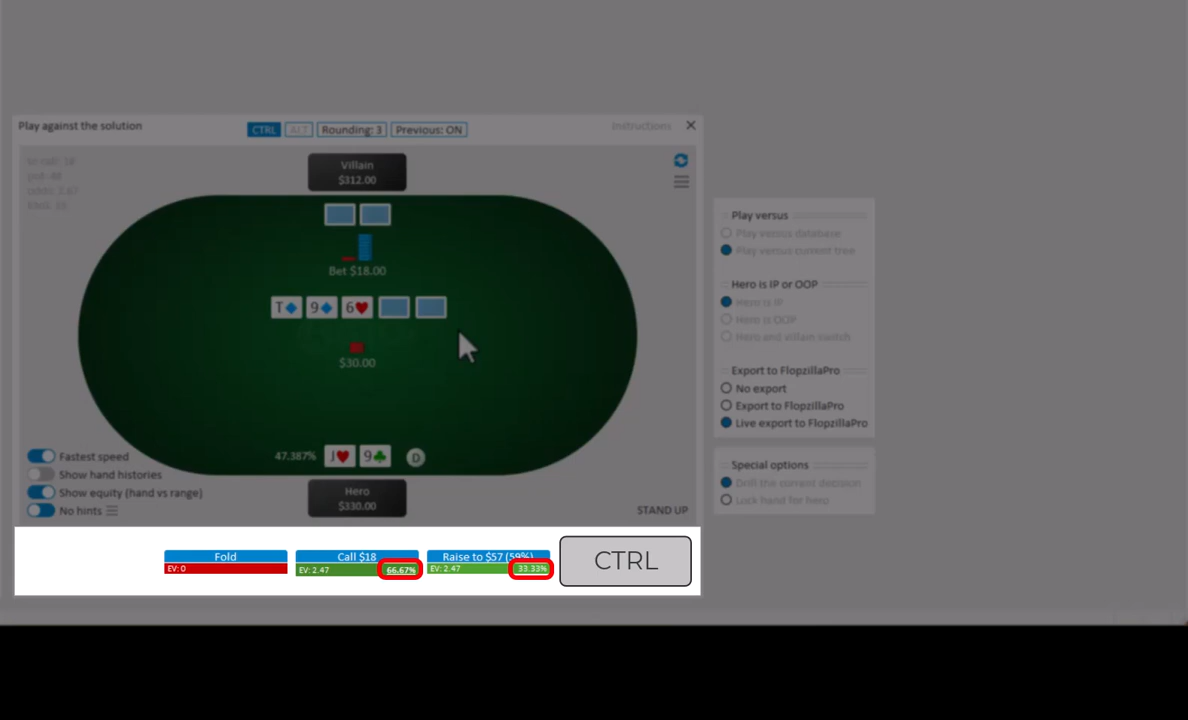 Play against the solution
CTRL
ALT
Rounding: 3
Previous: ON
Instructions
Villain
$312.00
Bet $18.00
T 9 6
$30.00
47.387%
J 9
D
Hero
$330.00
Fastest speed
Show hand histories
Show equity (hand vs range)
No hints
STAND UP
Fold
EV: 0
Call $18
EV: 2.47
66.67%
Raise to $57 (59%)
EV: 2.47
33.33%
CTRL
Play versus
Play versus database
Play versus current tree
Hero is IP or OOP
Hero is IP
Hero is OOP
Hero and villain switch
Export to FlopzillaPro
No export
Export to FlopzillaPro
Live export to FlopzillaPro
Special options
Drill the current decision
Lock hand for hero